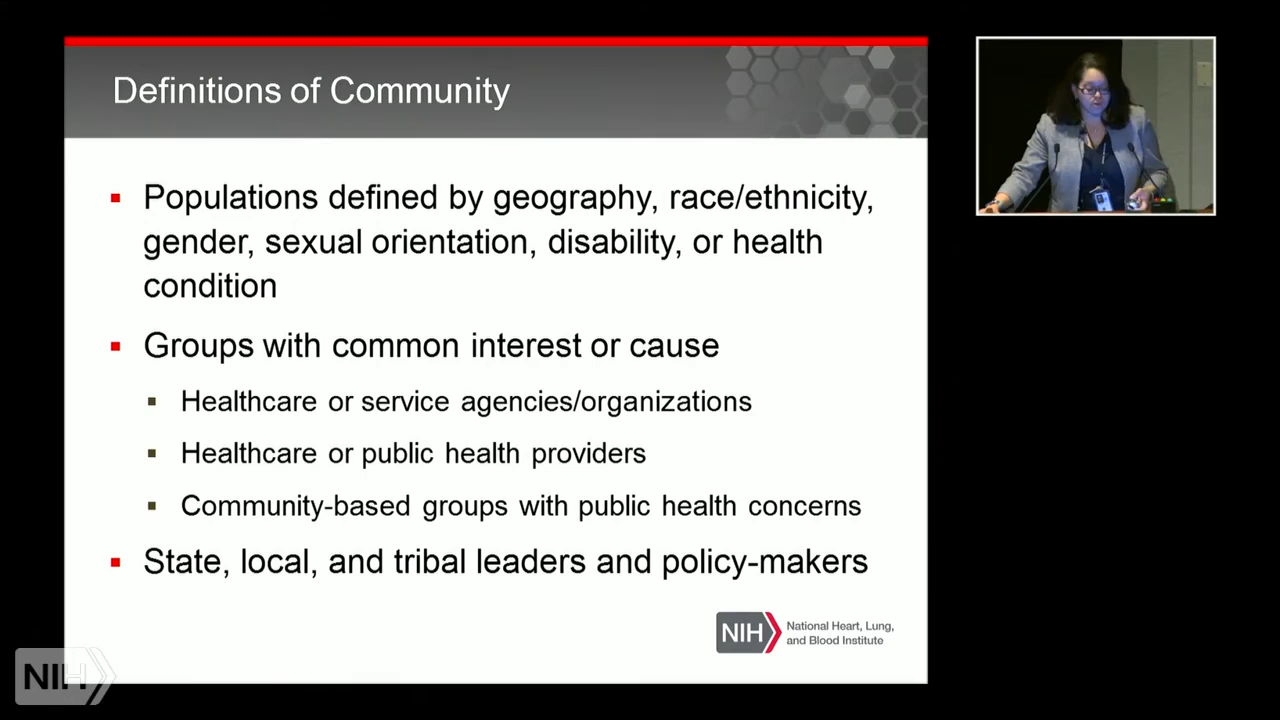 Definitions of Community
Populations defined by geography, race/ethnicity,
gender, sexual orientation, disability, or health
condition
Groups with common interest or cause
Healthcare or service agencies/organizations
Healthcare or public health providers
Community-based groups with public health concerns
State, local, and tribal leaders and policy-makers
NIH
National Heart, Lung,
and Blood Institute
NIH